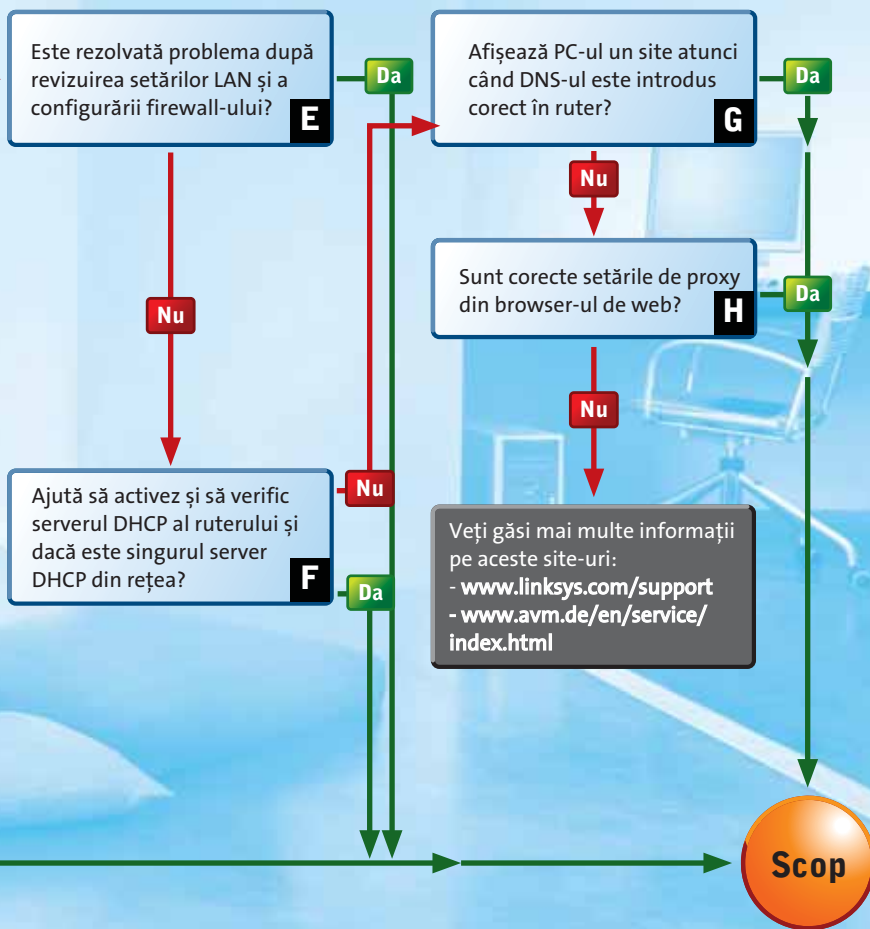 Este rezolvată problema după
revizuirea setărilor LAN și a
configurării firewall-ului?
E
Da
Nu
Ajută să activez și să verific
serverul DHCP al ruterului și
dacă este singurul server
DHCP din rețea?
F
Nu
Da
Afișează PC-ul un site atunci
când DNS-ul este introdus
corect în ruter?
G
Da
Nu
Sunt corecte setările de proxy
din browser-ul de web?
H
Da
Nu
Veți găsi mai multe informații
pe aceste site-uri:
- www.linksys.com/support
- www.avm.de/en/service/
index.html
Scop